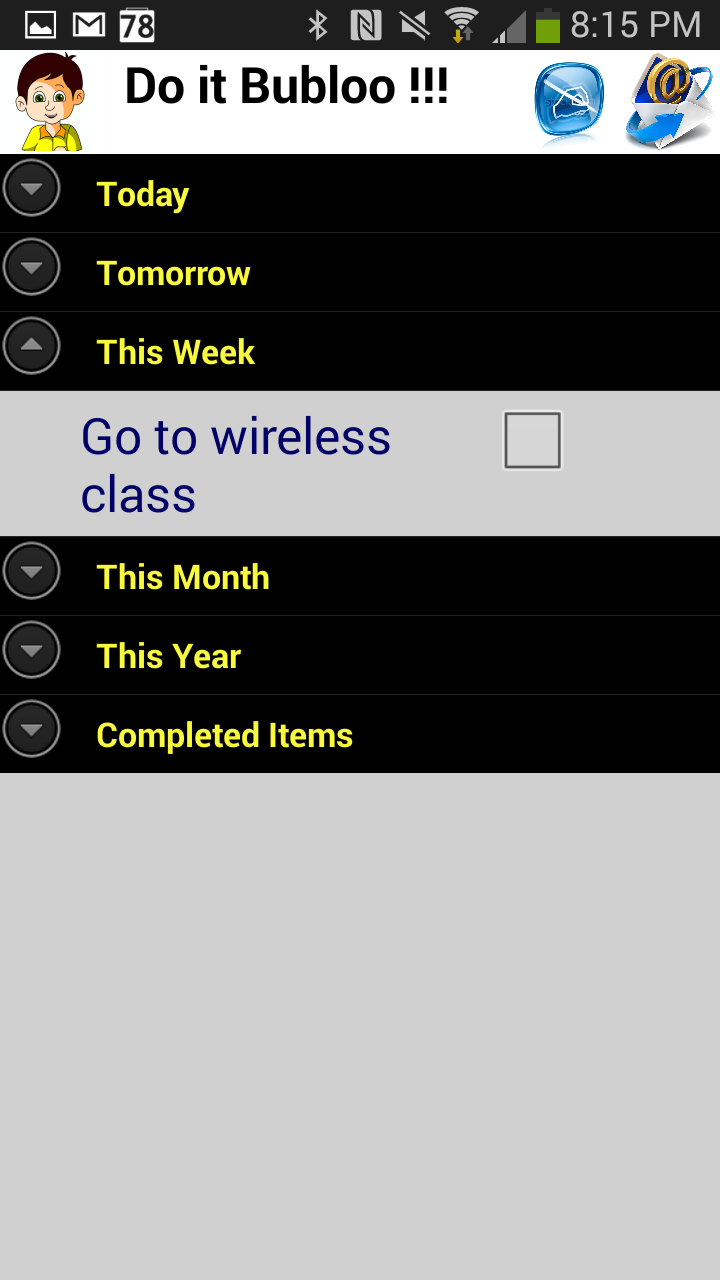 78 8:15 PM
Do it Bubloo !!!
@
Today
Tomorrow
This Week
Go to wireless
class
This Month
This Year
Completed Items